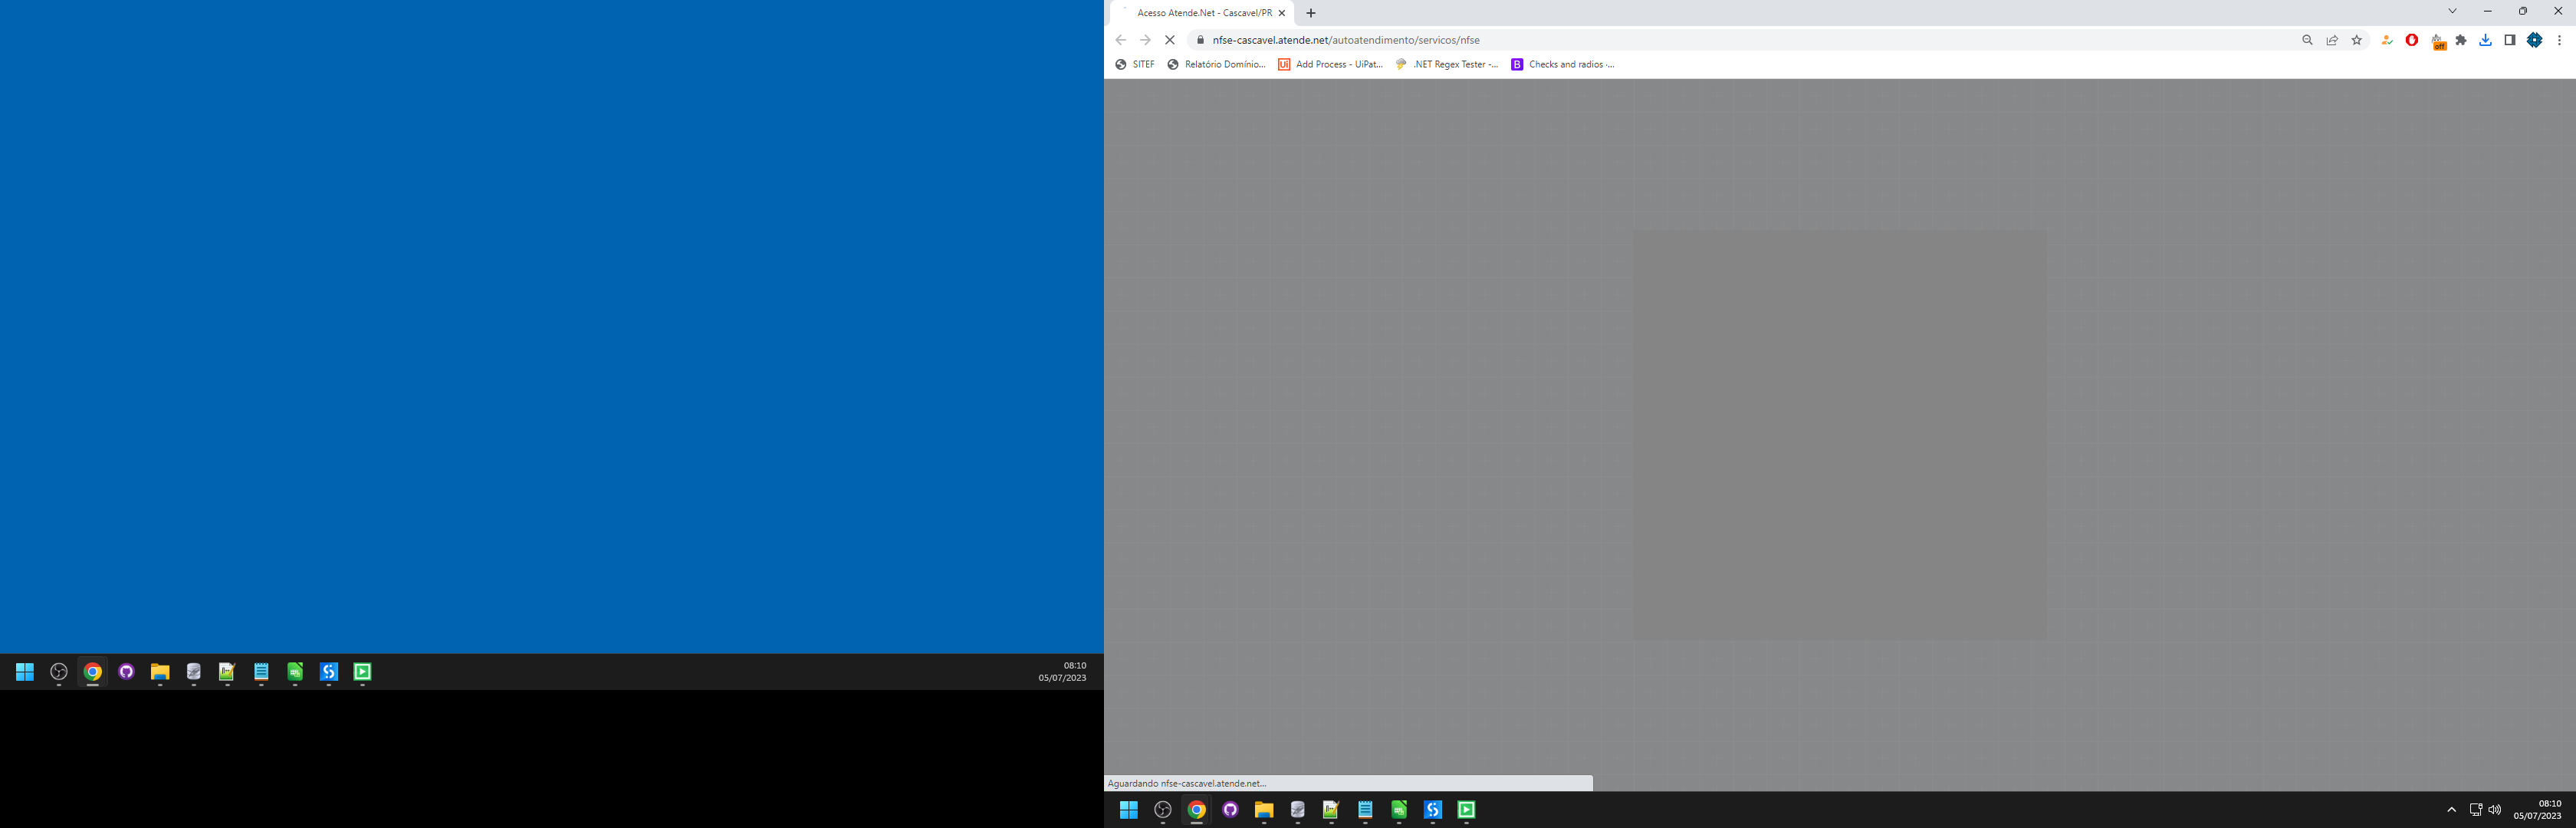 Acesso Atende.Net - Cascavel/PR
nfse-cascavel.atende.net/autoatendimento/servicos/nfse
off
SITEF
Relatório Domínio...
Ui
Add Process - UiPat...
.NET Regex Tester -...
B
Checks and radios ·...
08:10
05/07/2023
Aguardando nfse-cascavel.atende.net...
08:10
05/07/2023